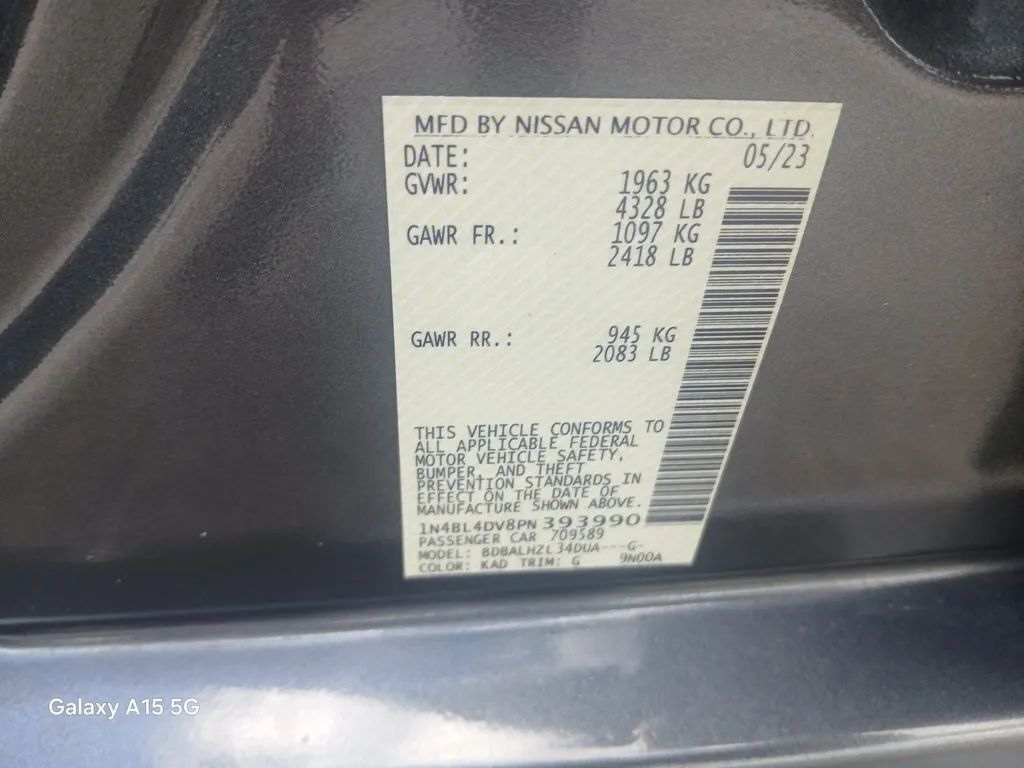 MFD BY NISSAN MOTOR CO., LTD.
DATE: 05/23
GVWR: 1963 KG
4328 LB
GAWR FR.: 1097 KG
2418 LB
GAWR RR.: 945 KG
2083 LB
THIS VEHICLE CONFORMS TO
ALL APPLICABLE FEDERAL
MOTOR VEHICLE SAFETY,
BUMPER, AND THEFT
PREVENTION STANDARDS IN
EFFECT ON THE DATE OF
MANUFACTURE SHOWN ABOVE.
1N4BL4DV8PN393990
PASSENGER CAR 709589
MODEL: BDBALHZL34DUA---G-
COLOR: KAD TRIM: G 9N00A
Galaxy A15 5G